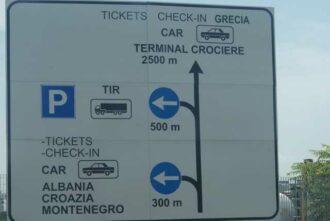 TICKETS CHECK-IN GRECIA
CAR
TERMINAL CROCIERE
2500 m
P
TIR
500 m
-TICKETS
-CHECK-IN
CAR
ALBANIA
CROAZIA
MONTENEGRO
300 m